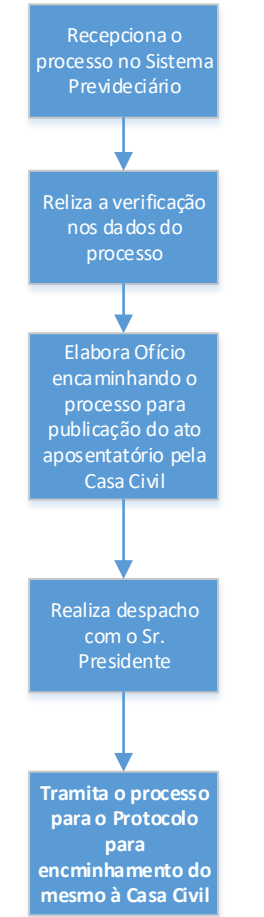 Recepciona o
processo no Sistema
Prevideciário
Reliza a verificação
nos dados do
processo
Elabora Ofício
encaminhando o
processo para
publicação do ato
aposentatório pela
Casa Civil
Realiza despacho
com o Sr.
Presidente
Tramita o processo
para o Protocolo
para
encminhamento do
mesmo à Casa Civil